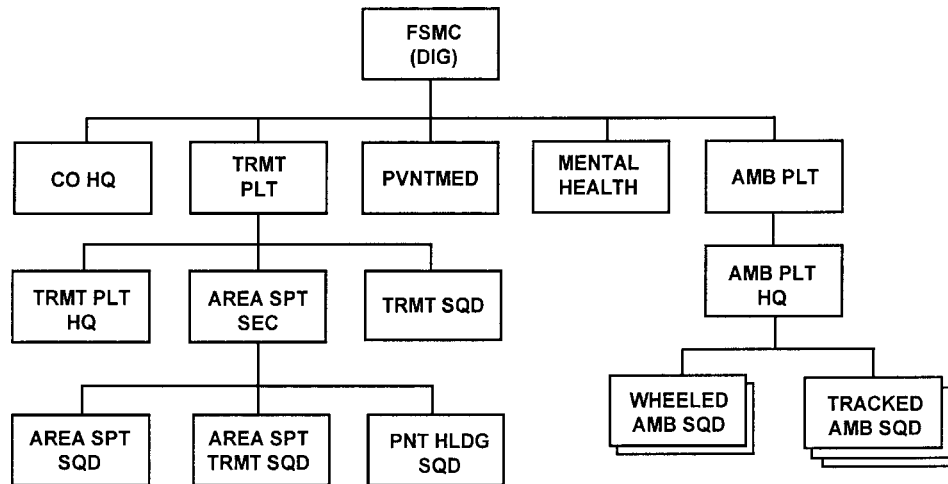 FSMC
(DIG)
CO HQ
TRMT
PLT
PVNTMED
MENTAL
HEALTH
AMB PLT
TRMT PLT
HQ
AREA SPT
SEC
TRMT SQD
AMB PLT
HQ
AREA SPT
SQD
AREA SPT
TRMT SQD
PNT HLDG
SQD
WHEELED
AMB SQD
TRACKED
AMB SQD